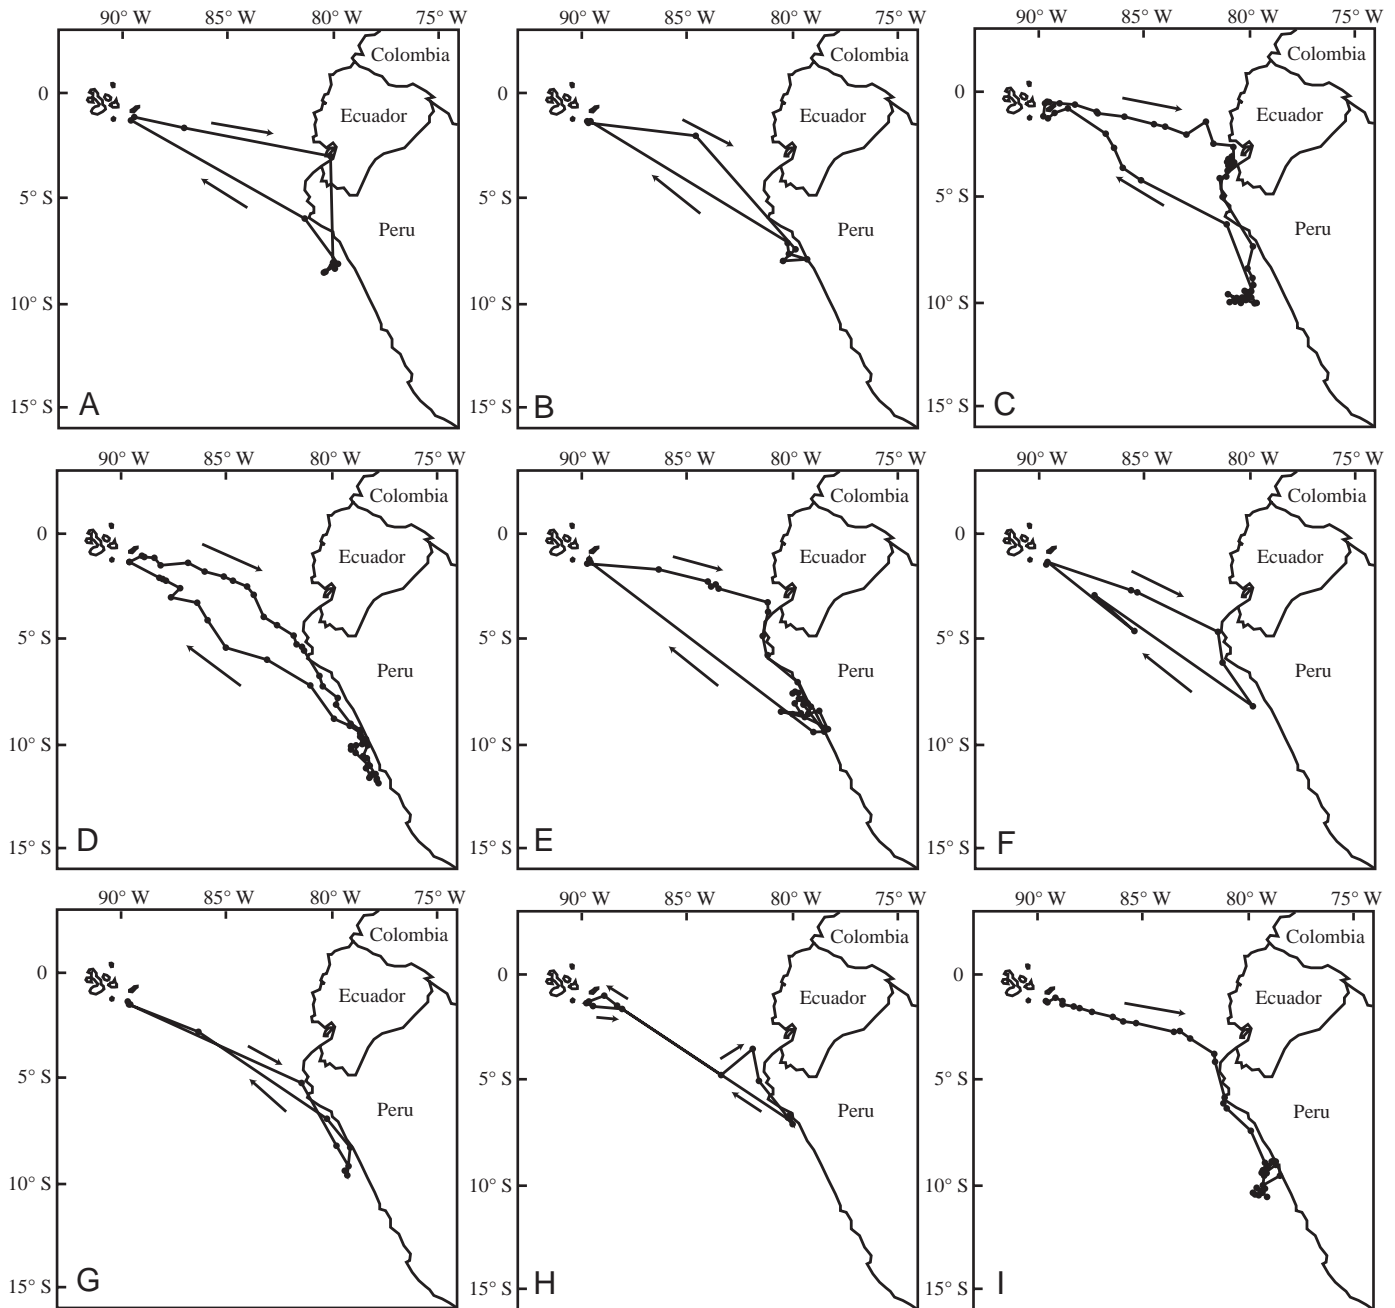 90° W 85° W 80° W 75° W 90° W 85° W 80° W 75° W 90° W 85° W 80° W 75° W
Colombia Colombia Colombia
0 0 0
Ecuador Ecuador Ecuador
5° S 5° S 5° S
Peru Peru Peru
10° S 10° S 10° S
15° S 15° S 15° S
A B C
90° W 85° W 80° W 75° W 90° W 85° W 80° W 75° W 90° W 85° W 80° W 75° W
Colombia Colombia Colombia
0 0 0
Ecuador Ecuador Ecuador
5° S 5° S 5° S
Peru Peru Peru
10° S 10° S 10° S
15° S 15° S 15° S
D E F
90° W 85° W 80° W 75° W 90° W 85° W 80° W 75° W 90° W 85° W 80° W 75° W
Colombia Colombia Colombia
0 0 0
Ecuador Ecuador Ecuador
5° S 5° S 5° S
Peru Peru Peru
10° S 10° S 10° S
15° S 15° S 15° S
G H I